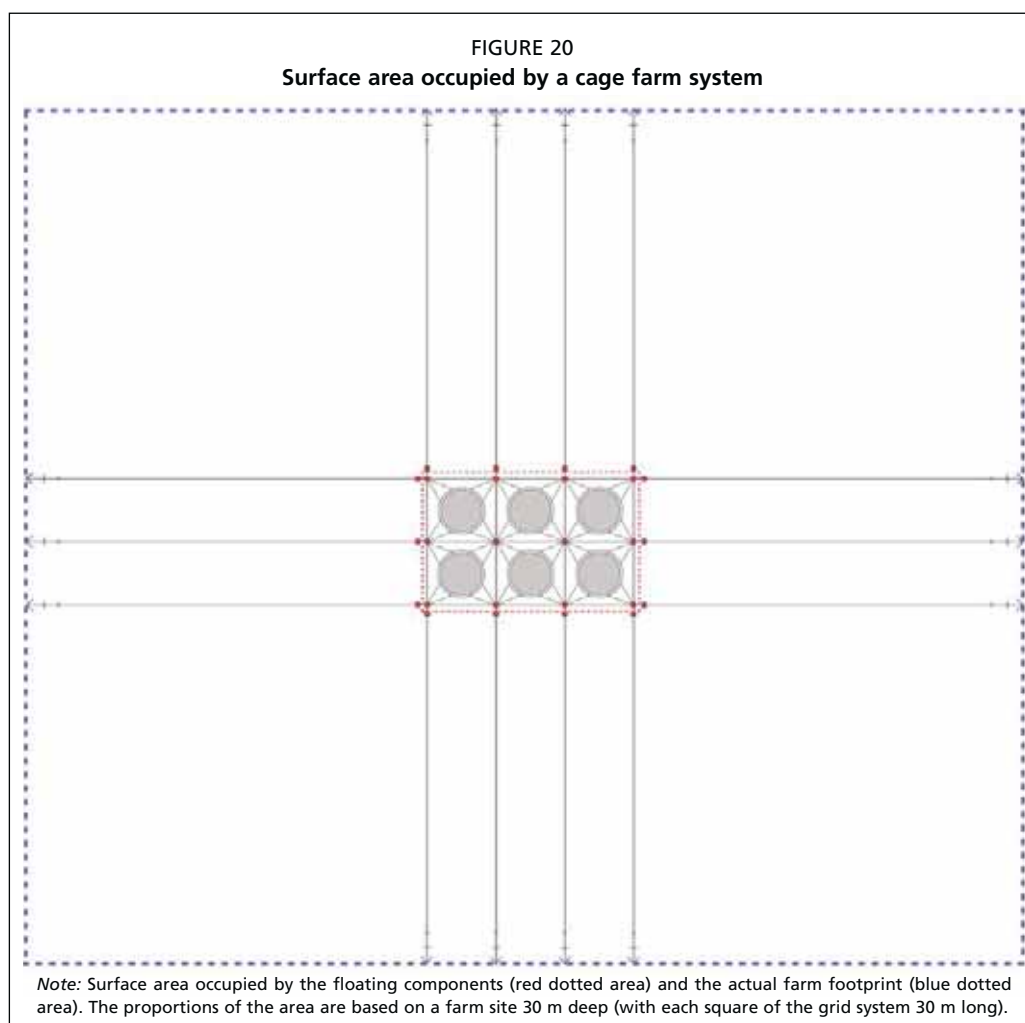 FIGURE 20
Surface area occupied by a cage farm system
Note: Surface area occupied by the floating components (red dotted area) and the actual farm footprint (blue dotted
area). The proportions of the area are based on a farm site 30 m deep (with each square of the grid system 30 m long).